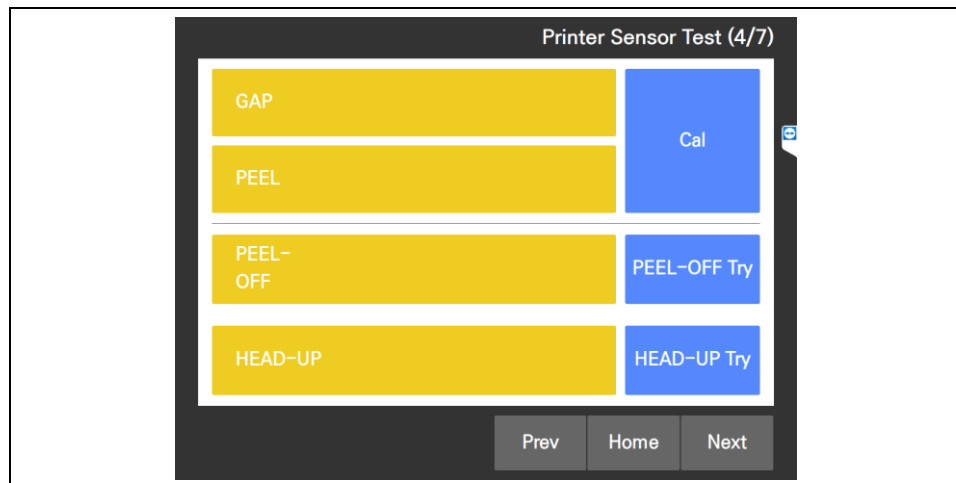 Printer Sensor Test (4/7)
GAP
Cal
PEEL
PEEL-
OFF
PEEL-OFF Try
HEAD-UP
HEAD-UP Try
Prev
Home
Next